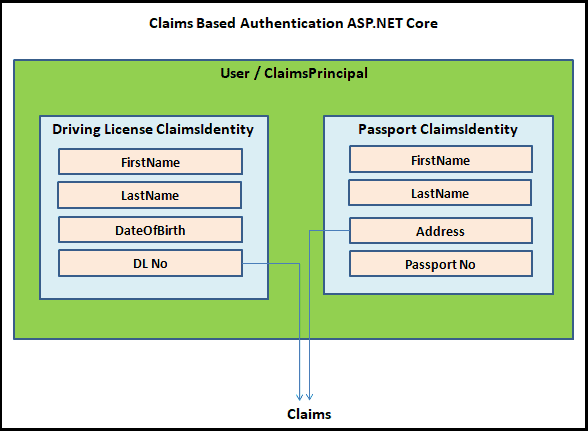 Claims Based Authentication ASP.NET Core
User / ClaimsPrincipal
Driving License ClaimsIdentity
FirstName
LastName
DateOfBirth
DL No
Passport ClaimsIdentity
FirstName
LastName
Address
Passport No
Claims